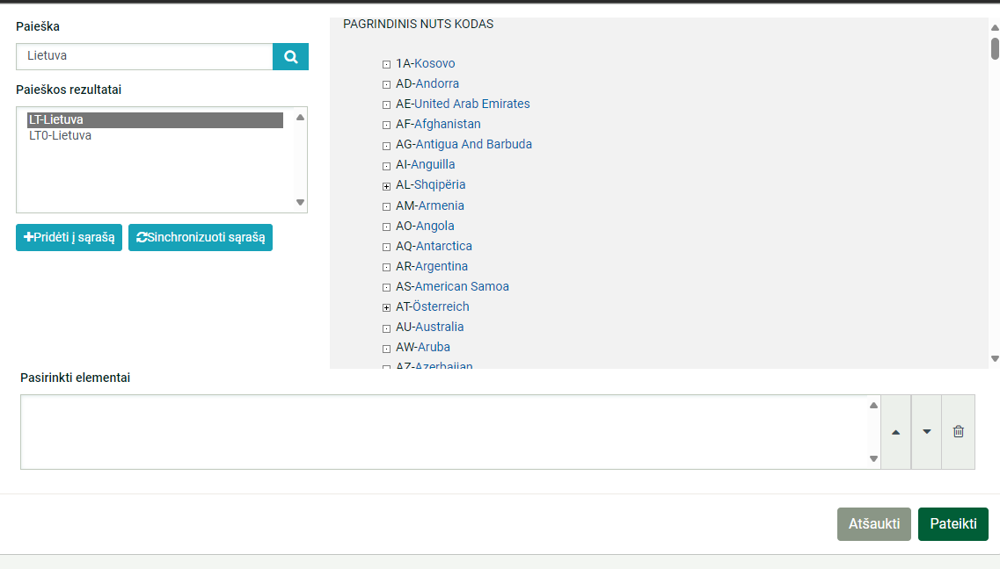 Paieška
Lietuva
Paieškos rezultatai
LT-Lietuva
LT0-Lietuva
Pridėti į sąrašą
Sinchronizuoti sąrašą
PAGRINDINIS NUTS KODAS
1A-Kosovo
AD-Andorra
AE-United Arab Emirates
AF-Afghanistan
AG-Antigua And Barbuda
AI-Anguilla
AL-Shqipëria
AM-Armenia
AO-Angola
AQ-Antarctica
AR-Argentina
AS-American Samoa
AT-Österreich
AU-Australia
AW-Aruba
AZ-Azerbaijan
Pasirinkti elementai
Atšaukti
Pateikti